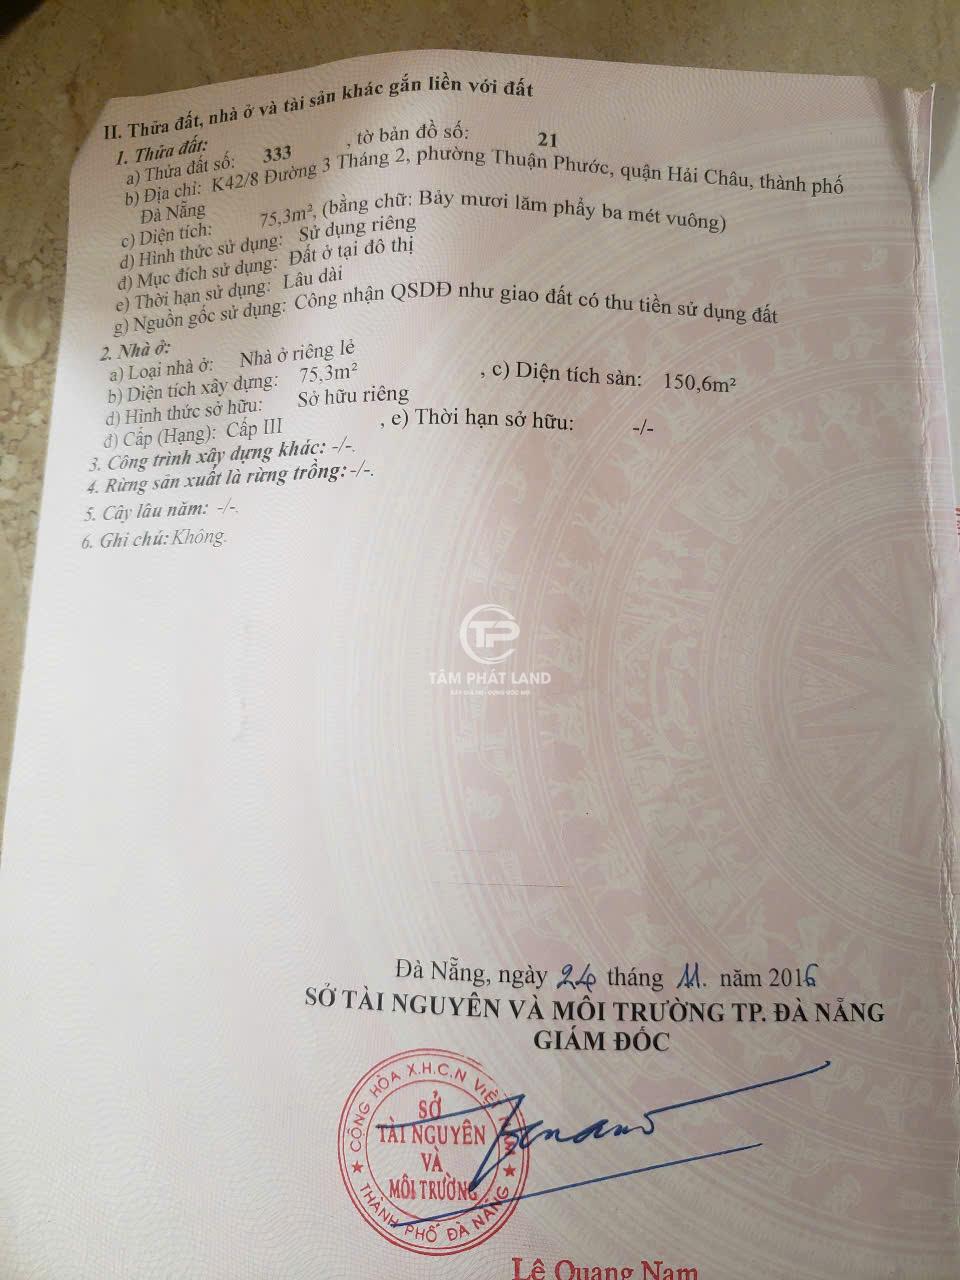 II. Thửa đất, nhà ở và tài sản khác gắn liền với đất
1. Thửa đất:
a) Thửa đất số: 333 , tờ bản đồ số: 21
b) Địa chỉ: K42/8 Đường 3 Tháng 2, phường Thuận Phước, quận Hải Châu, thành phố
Đà Nẵng
c) Diện tích: 75,3m², (bằng chữ: Bảy mươi lăm phẩy ba mét vuông)
d) Hình thức sử dụng: Sử dụng riêng
đ) Mục đích sử dụng: Đất ở tại đô thị
e) Thời hạn sử dụng: Lâu dài
g) Nguồn gốc sử dụng: Công nhận QSDĐ như giao đất có thu tiền sử dụng đất
2. Nhà ở:
a) Loại nhà ở: Nhà ở riêng lẻ
b) Diện tích xây dựng: 75,3m² , c) Diện tích sàn: 150,6m²
d) Hình thức sở hữu: Sở hữu riêng
đ) Cấp (Hạng): Cấp III , e) Thời hạn sở hữu: -/-
3. Công trình xây dựng khác: -/-.
4. Rừng sản xuất là rừng trồng: -/-.
5. Cây lâu năm: -/-.
6. Ghi chú: Không.
TP
TÂM PHÁT LAND
Đà Nẵng, ngày 24 tháng 11. năm 2016
SỞ TÀI NGUYÊN VÀ MÔI TRƯỜNG TP. ĐÀ NẴNG
GIÁM ĐỐC
CỘNG HÒA X.H.C.N VIỆT NAM
SỞ
TÀI NGUYÊN
VÀ
MÔI TRƯỜNG
THÀNH PHỐ ĐÀ NẴNG
Lê Quang Nam